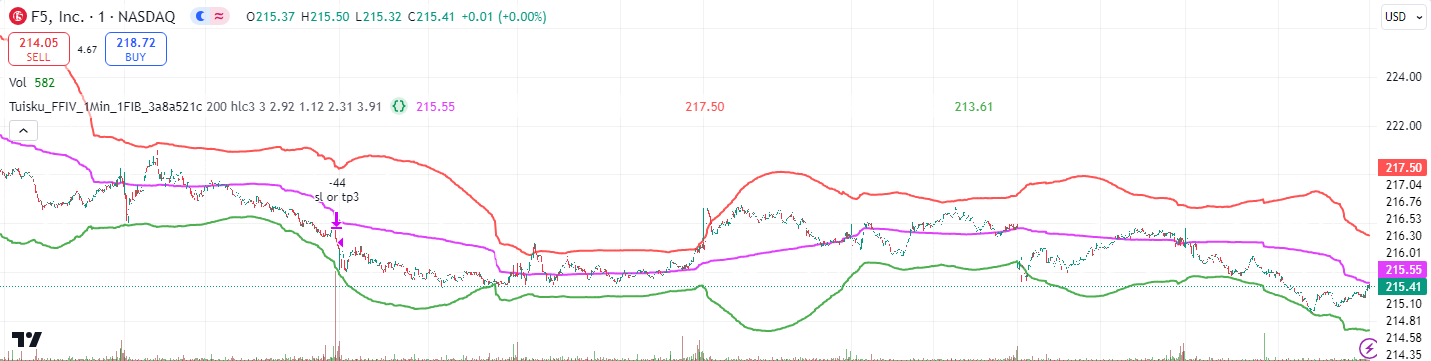 F5, Inc. · 1 · NASDAQ O215.37 H215.50 L215.32 C215.41 +0.01 (+0.00%)
USD
214.05
SELL
4.67
218.72
BUY
Vol 582
Tuisku_FFIV_1Min_1FIB_3a8a521c 200 hlc3 3 2.92 1.12 2.31 3.91 {} 215.55 217.50 213.61
-44
sl or tp3
224.00
222.00
217.50
217.04
216.76
216.53
216.30
216.01
215.55
215.41
215.10
214.81
214.58
214.35